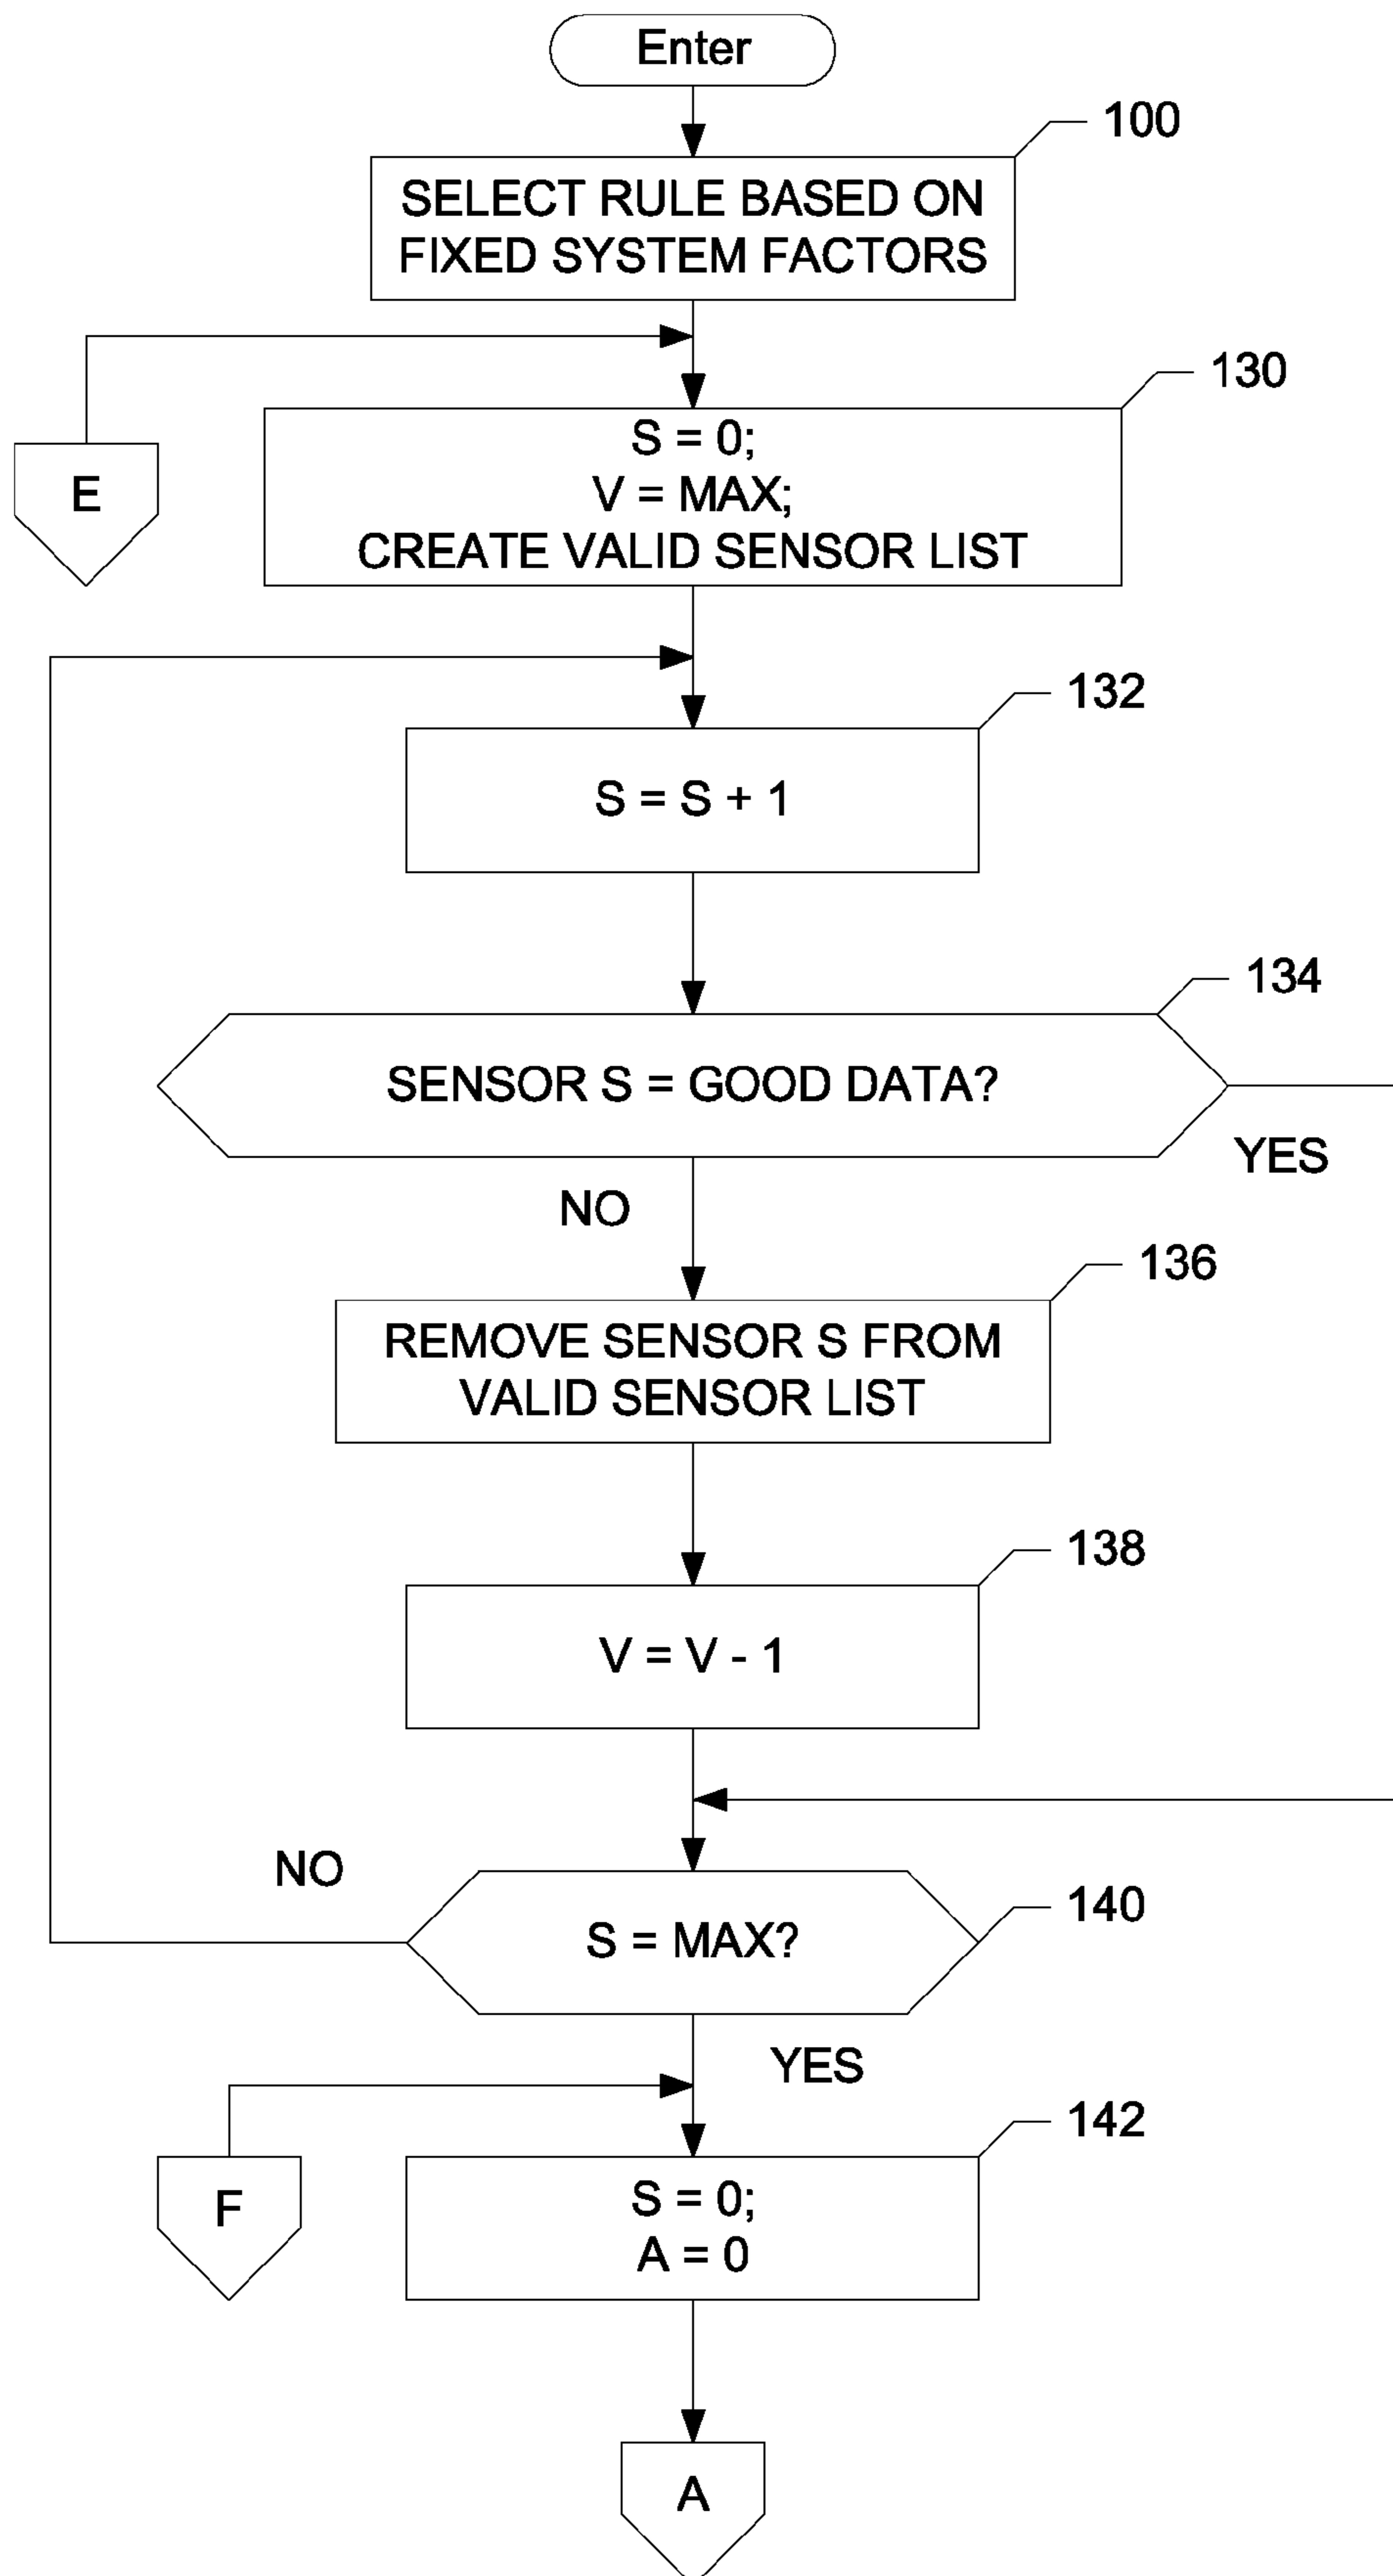 Enter
100
SELECT RULE BASED ON
FIXED SYSTEM FACTORS
130
S = 0;
V = MAX;
CREATE VALID SENSOR LIST
E
132
S = S + 1
134
SENSOR S = GOOD DATA?
YES
NO
136
REMOVE SENSOR S FROM
VALID SENSOR LIST
138
V = V - 1
NO
140
S = MAX?
YES
142
F
S = 0;
A = 0
A